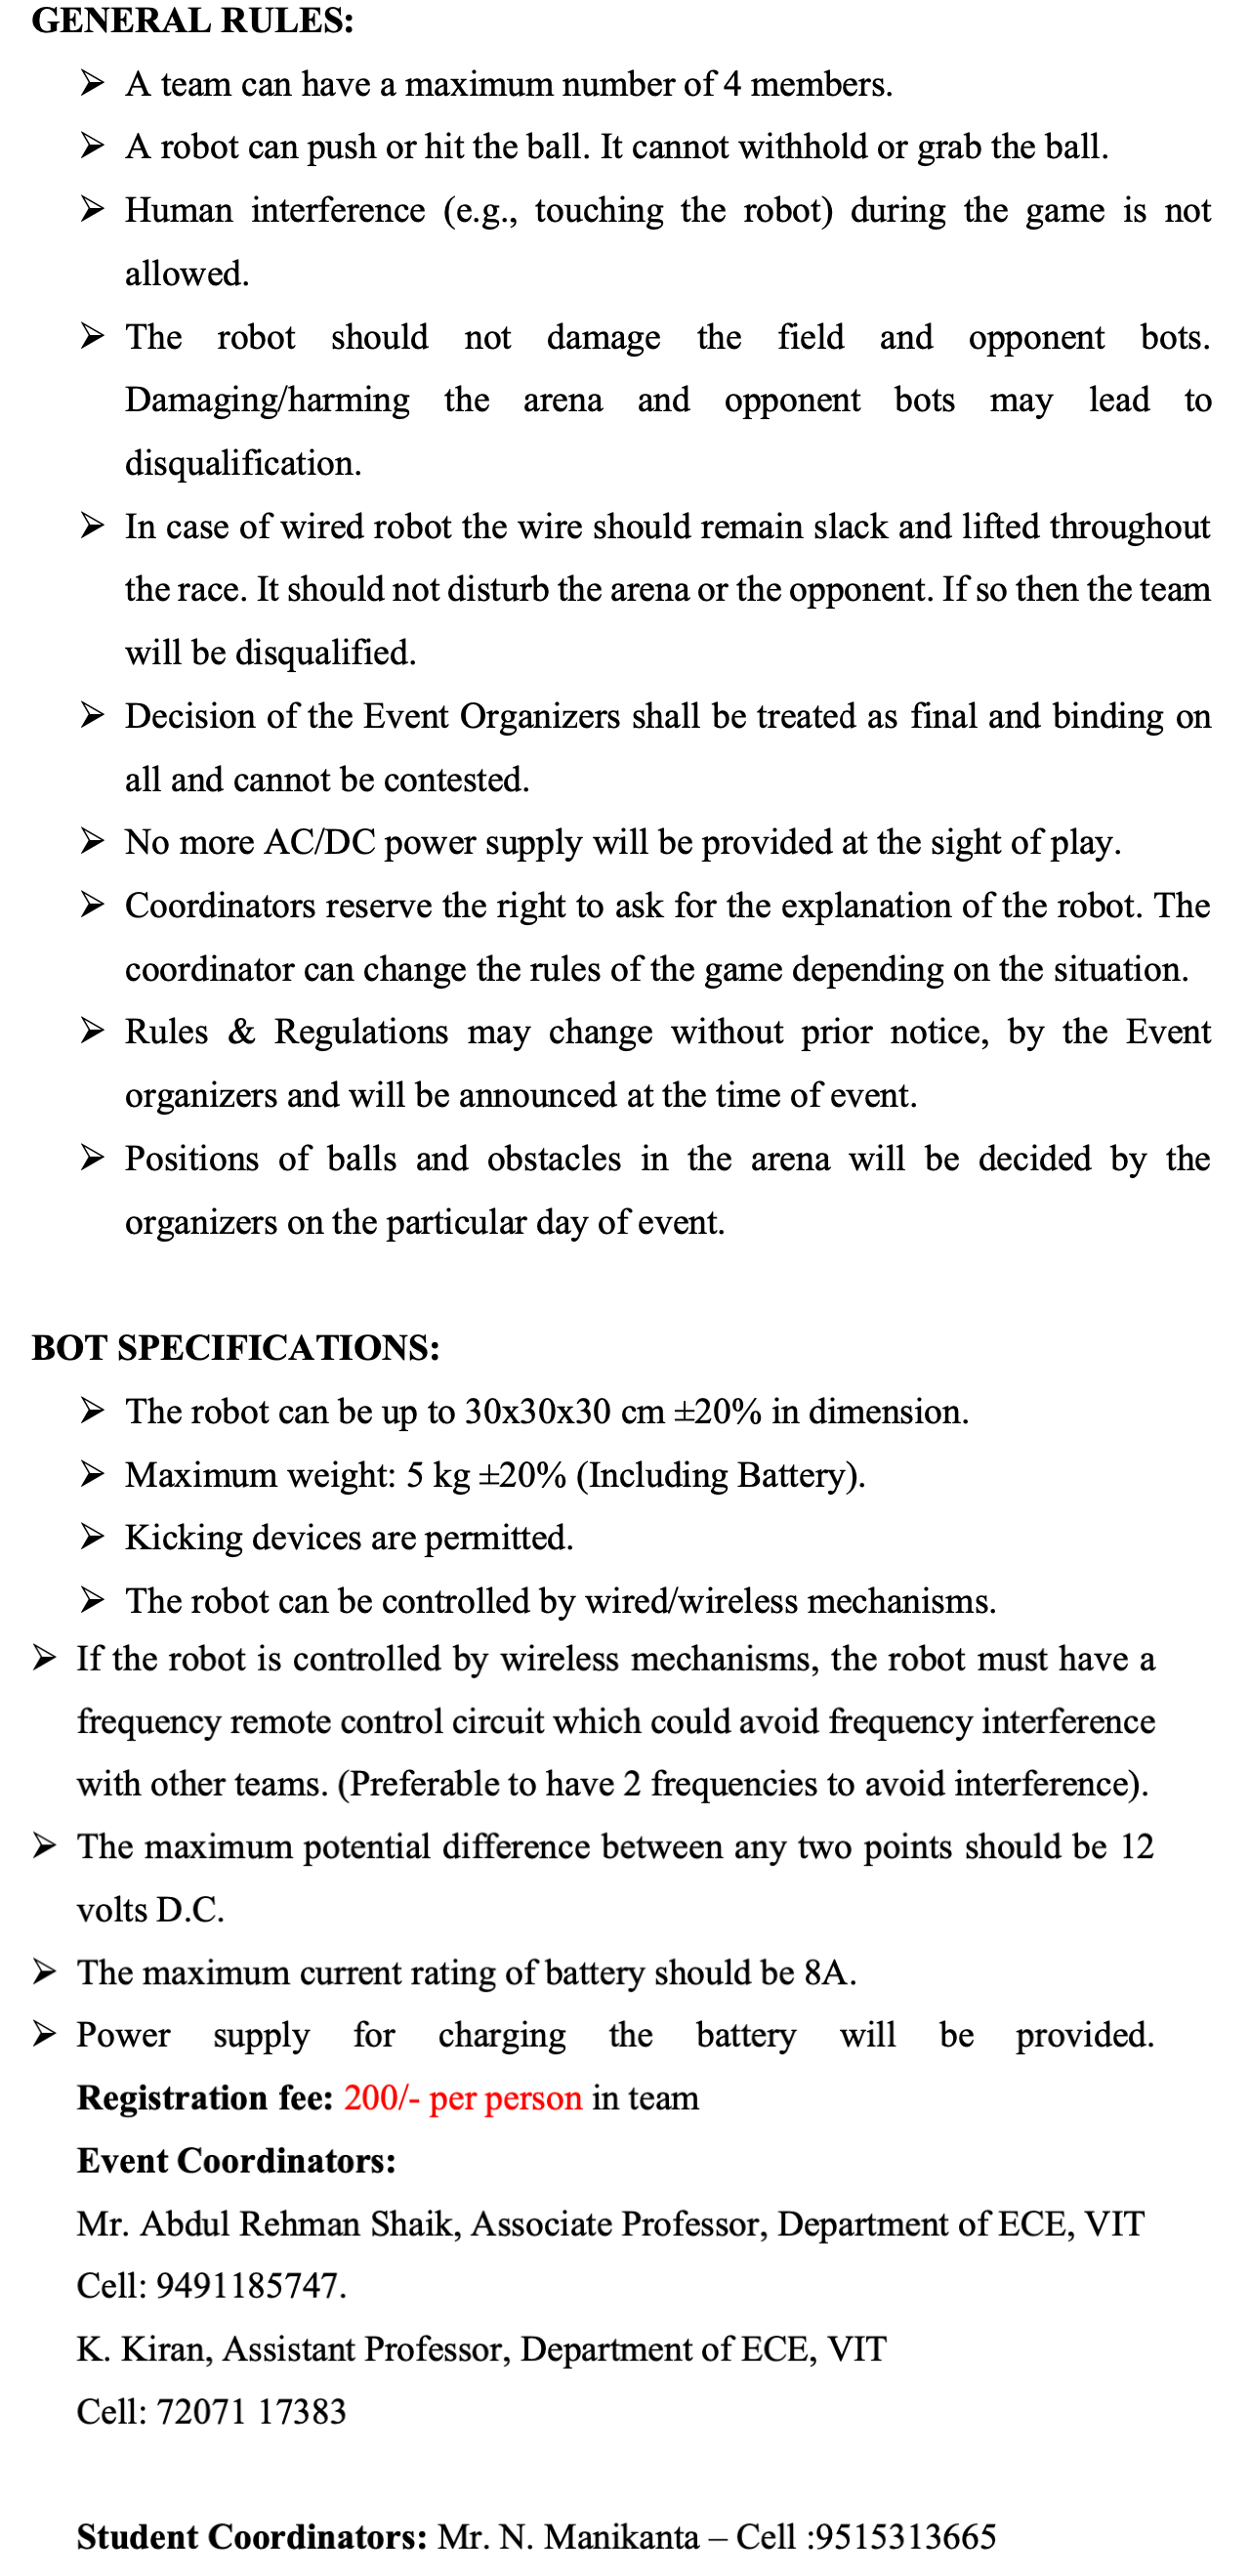 GENERAL RULES:
➢ A team can have a maximum number of 4 members.
➢ A robot can push or hit the ball. It cannot withhold or grab the ball.
➢ Human interference (e.g., touching the robot) during the game is not
allowed.
➢ The robot should not damage the field and opponent bots.
Damaging/harming the arena and opponent bots may lead to
disqualification.
➢ In case of wired robot the wire should remain slack and lifted throughout
the race. It should not disturb the arena or the opponent. If so then the team
will be disqualified.
➢ Decision of the Event Organizers shall be treated as final and binding on
all and cannot be contested.
➢ No more AC/DC power supply will be provided at the sight of play.
➢ Coordinators reserve the right to ask for the explanation of the robot. The
coordinator can change the rules of the game depending on the situation.
➢ Rules & Regulations may change without prior notice, by the Event
organizers and will be announced at the time of event.
➢ Positions of balls and obstacles in the arena will be decided by the
organizers on the particular day of event.
BOT SPECIFICATIONS:
➢ The robot can be up to 30x30x30 cm ±20% in dimension.
➢ Maximum weight: 5 kg ±20% (Including Battery).
➢ Kicking devices are permitted.
➢ The robot can be controlled by wired/wireless mechanisms.
➢ If the robot is controlled by wireless mechanisms, the robot must have a
frequency remote control circuit which could avoid frequency interference
with other teams. (Preferable to have 2 frequencies to avoid interference).
➢ The maximum potential difference between any two points should be 12
volts D.C.
➢ The maximum current rating of battery should be 8A.
➢ Power supply for charging the battery will be provided.
Registration fee: 200/- per person in team
Event Coordinators:
Mr. Abdul Rehman Shaik, Associate Professor, Department of ECE, VIT
Cell: 9491185747.
K. Kiran, Assistant Professor, Department of ECE, VIT
Cell: 72071 17383
Student Coordinators: Mr. N. Manikanta – Cell :9515313665